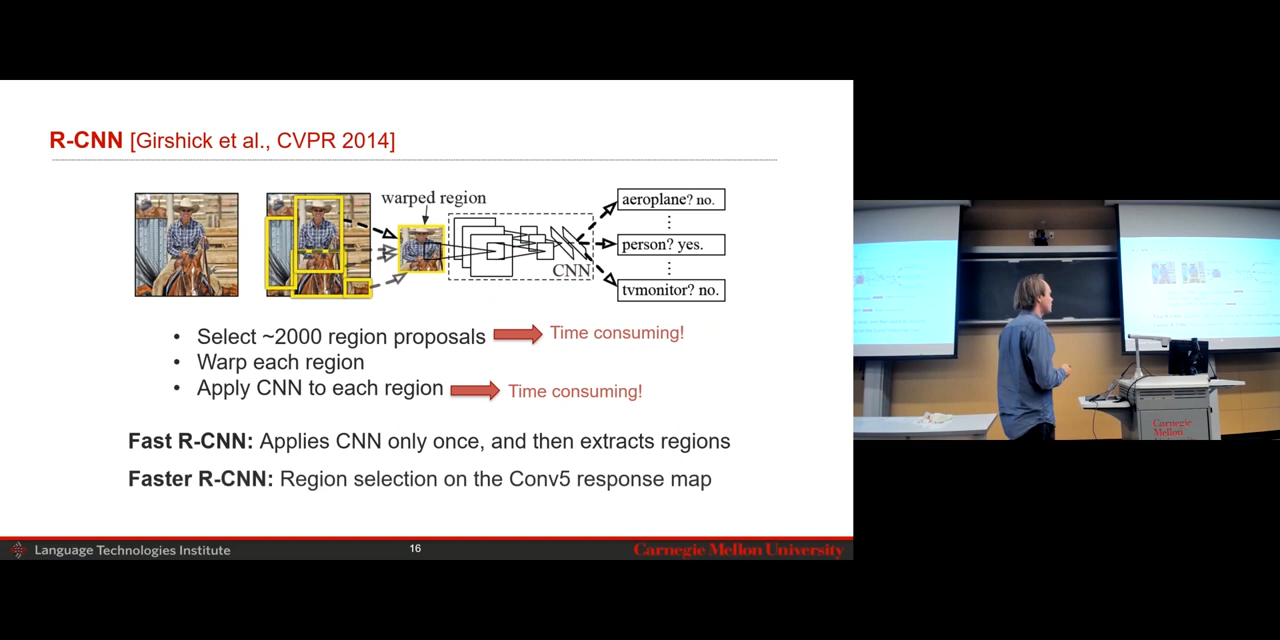 R-CNN [Girshick et al., CVPR 2014]
warped region
aeroplane? no.
person? yes.
CNN
tvmonitor? no.
• Select ~2000 region proposals Time consuming!
• Warp each region
• Apply CNN to each region Time consuming!
Fast R-CNN: Applies CNN only once, and then extracts regions
Faster R-CNN: Region selection on the Conv5 response map
Language Technologies Institute
16
Carnegie Mellon University
Carnegie
Mellon